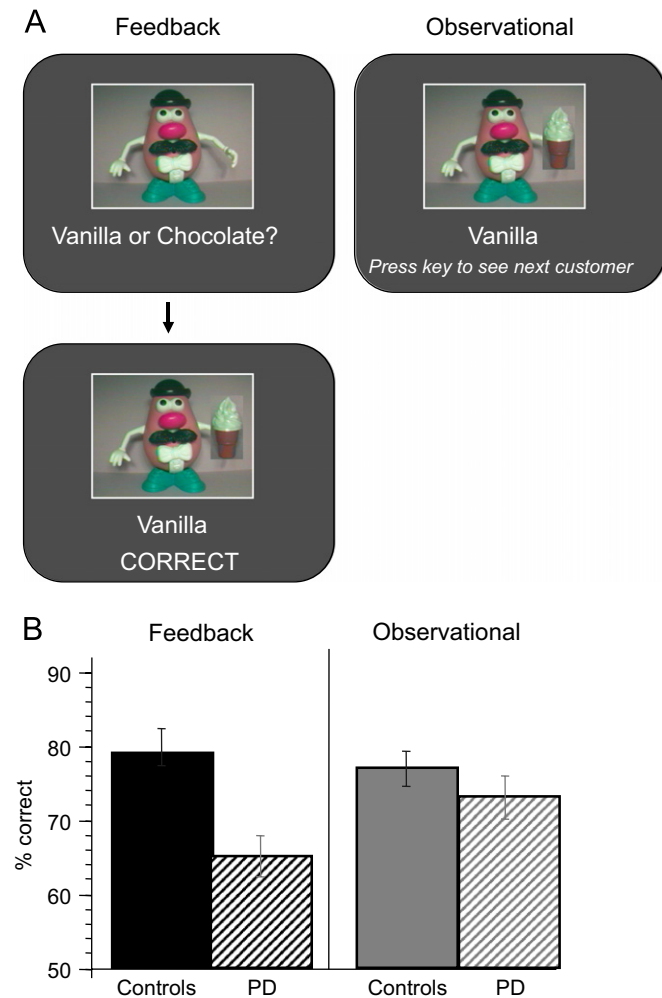 A
Feedback
Observational
Vanilla or Chocolate?
Vanilla
Press key to see next customer
Vanilla
CORRECT
B
Feedback
Observational
% correct
90
80
70
60
50
Controls
PD
Controls
PD